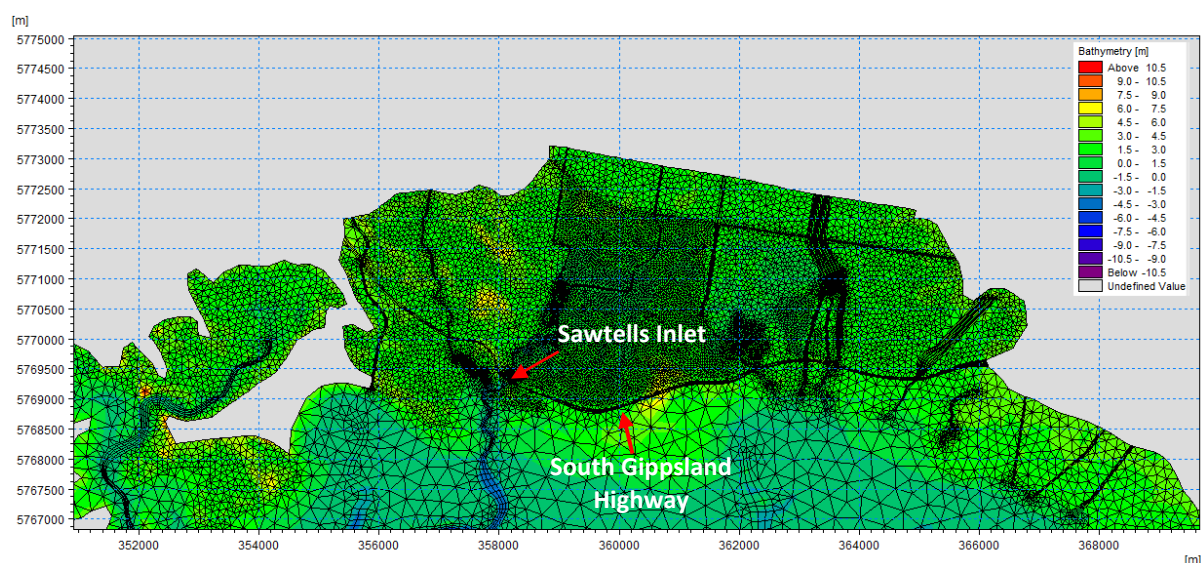 [m]
5775000
5774500
5774000
5773500
5773000
5772500
5772000
5771500
5771000
5770500
5770000
5769500
5769000
5768500
5768000
5767500
5767000
Bathymetry [m]
Above 10.5
9.0 - 10.5
7.5 - 9.0
6.0 - 7.5
4.5 - 6.0
3.0 - 4.5
1.5 - 3.0
0.0 - 1.5
-1.5 - 0.0
-3.0 - -1.5
-4.5 - -3.0
-6.0 - -4.5
-7.5 - -6.0
-9.0 - -7.5
-10.5 - -9.0
Below -10.5
Undefined Value
Sawtells Inlet
South Gippsland
Highway
352000 354000 356000 358000 360000 362000 364000 366000 368000
[m]